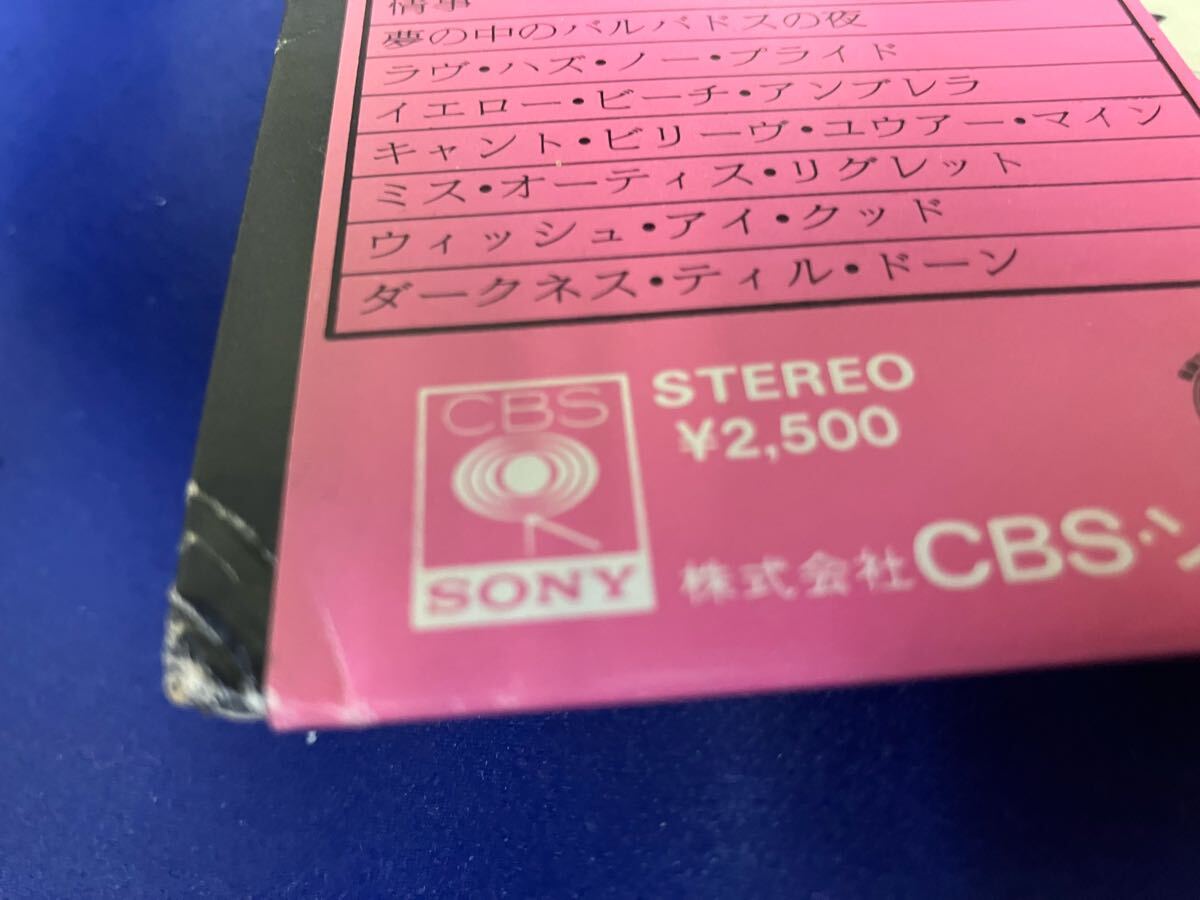 情事
夢の中のバルバドスの夜
ラヴ・ハズ・ノー・プライド
イエロー・ビーチ・アンブレラ
キャント・ビリーヴ・ユウアー・マイン
ミス・オーティス・リグレット
ウィッシュ・アイ・クッド
ダークネス・ティル・ドーン
CBS
SONY
STEREO
¥2,500
株式会社CBS・ソ